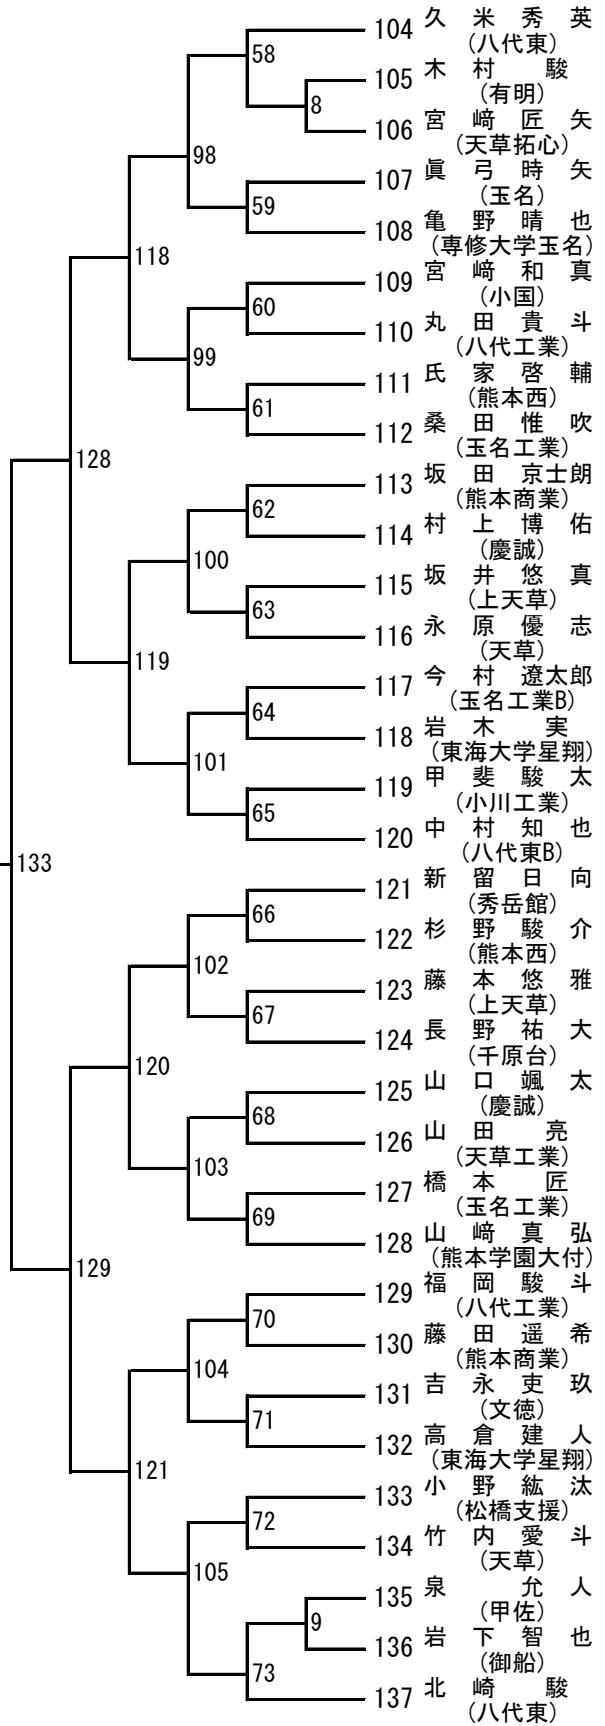 104 久米秀英
(八代東)
58
105 木村駿
(有明)
8
106 宮﨑匠矢
(天草拓心)
98
107 眞弓時矢
(玉名)
59
108 亀野晴也
(専修大学玉名)
118
109 宮﨑和真
(小国)
60
110 丸田貴斗
(八代工業)
99
111 氏家啓輔
(熊本西)
61
112 桑田惟吹
(玉名工業)
128
113 坂田京士朗
(熊本商業)
62
114 村上博佑
(慶誠)
100
115 坂井悠真
(上天草)
63
116 永原優志
(天草)
119
117 今村遼太郎
(玉名工業B)
64
118 岩木実
(東海大学星翔)
101
119 甲斐駿太
(小川工業)
65
120 中村知也
(八代東B)
133
121 新留日向
(秀岳館)
66
122 杉野駿介
(熊本西)
102
123 藤本悠雅
(上天草)
67
124 長野祐大
(千原台)
120
125 山口颯太
(慶誠)
68
126 山田亮
(天草工業)
103
127 橋本匠
(玉名工業)
69
128 山﨑真弘
(熊本学園大付)
129
129 福岡駿斗
(八代工業)
70
130 藤田遥希
(熊本商業)
104
131 吉永吏玖
(文徳)
71
132 高倉建人
(東海大学星翔)
121
133 小野紘汰
(松橋支援)
72
134 竹内愛斗
(天草)
105
135 泉允人
(甲佐)
9
136 岩下智也
(御船)
73
137 北崎駿
(八代東)